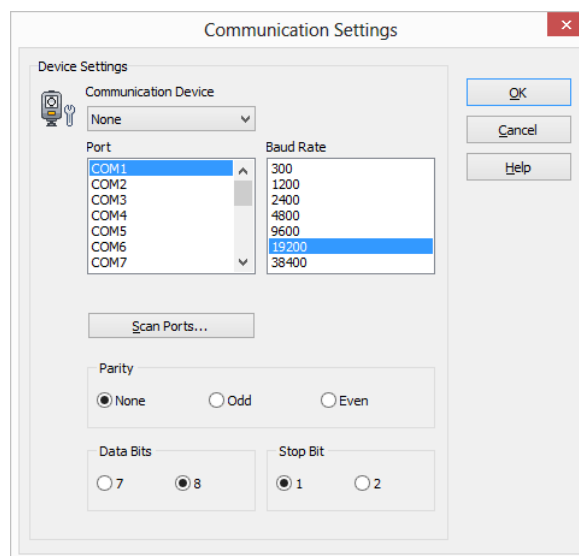 Communication Settings
Device Settings
Communication Device
None
Port
COM1
COM2
COM3
COM4
COM5
COM6
COM7
Baud Rate
300
1200
2400
4800
9600
19200
38400
Scan Ports...
Parity
None Odd Even
Data Bits
7 8
Stop Bit
1 2
OK
Cancel
Help